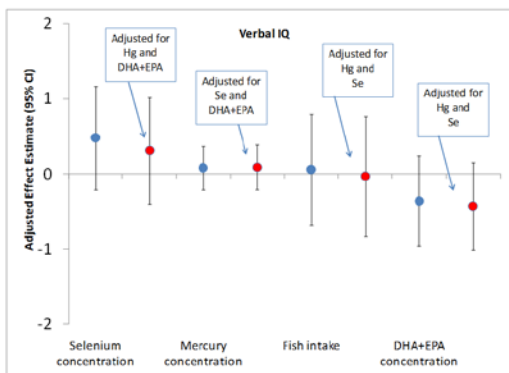 Verbal IQ
Adjusted Effect Estimate (95% CI)
2
1
0
-1
-2
Adjusted for
Hg and
DHA+EPA
Adjusted for
Se and
DHA+EPA
Adjusted for
Hg
and
Se
Adjusted for
Hg and
Se
Selenium
concentration
Mercury
concentration
Fish intake
DHA+EPA
concentration